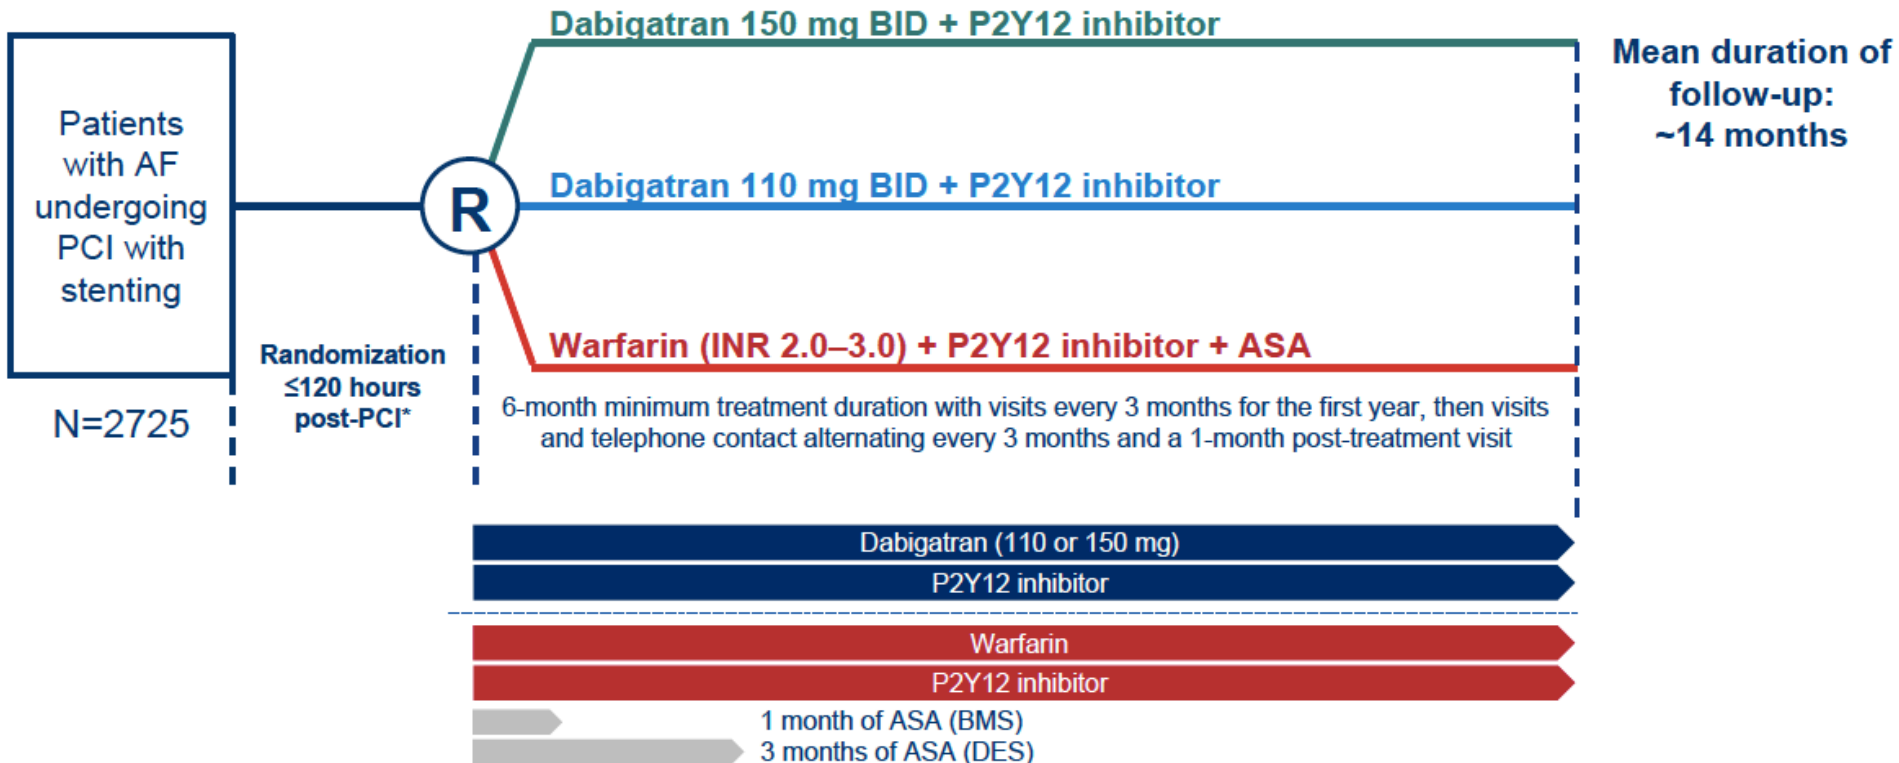 Dabigatran 150 mg BID + P2Y12 inhibitor
Mean duration of
follow-up:
~14 months
Patients
with AF
undergoing
PCI with
stenting
R
Dabigatran 110 mg BID + P2Y12 inhibitor
Warfarin (INR 2.0–3.0) + P2Y12 inhibitor + ASA
N=2725
Randomization
≤120 hours
post-PCI*
6-month minimum treatment duration with visits every 3 months for the first year, then visits
and telephone contact alternating every 3 months and a 1-month post-treatment visit
Dabigatran (110 or 150 mg)
P2Y12 inhibitor
Warfarin
P2Y12 inhibitor
1 month of ASA (BMS)
3 months of ASA (DES)